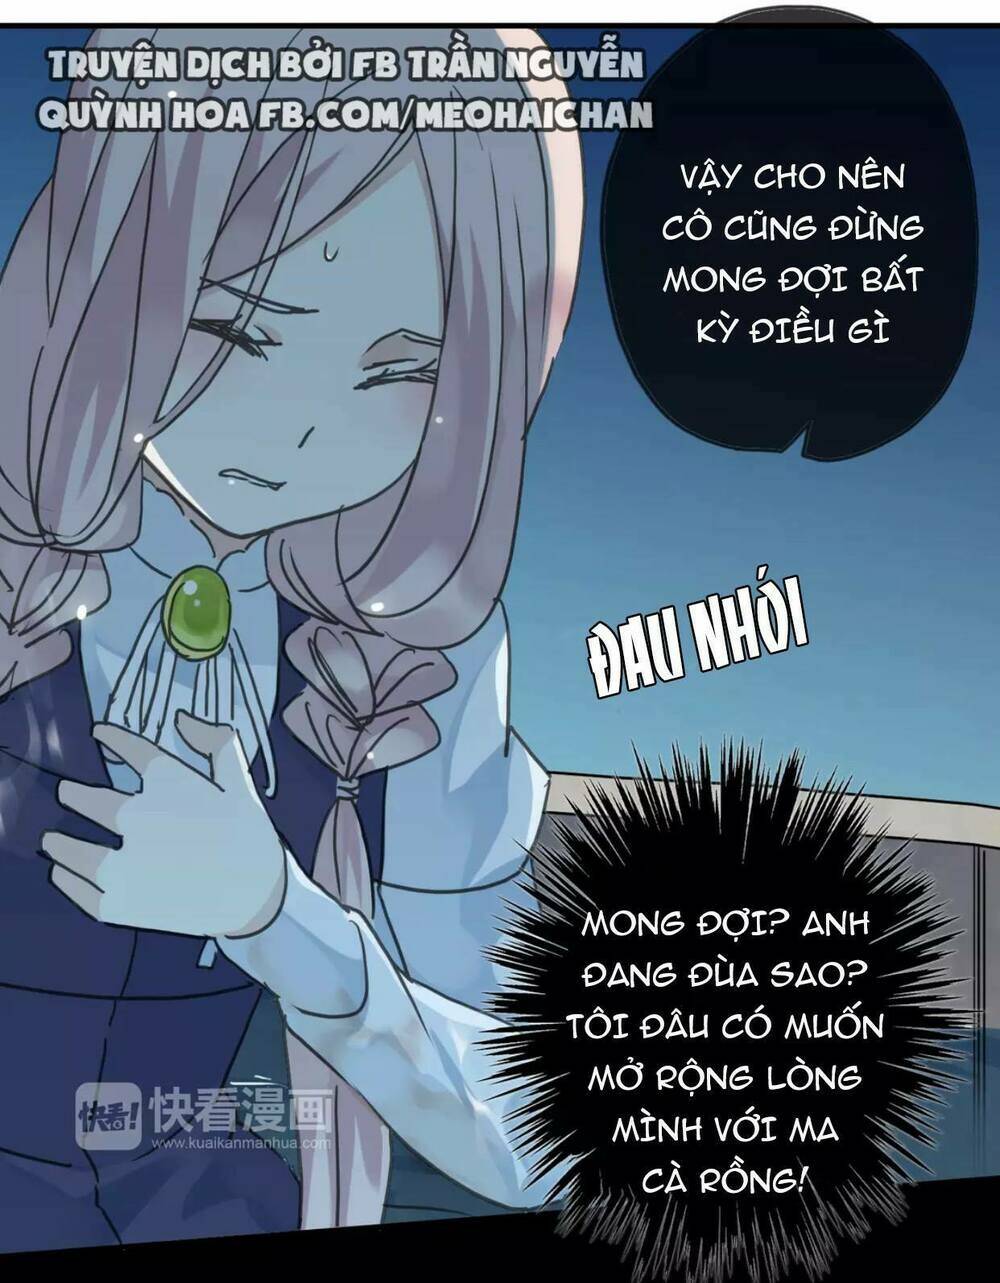 TRUYỆN DỊCH BỞI FB TRẦN NGUYỄN
QUỲNH HOA FB.COM/MEOHAICHAN
VẬY CHO NÊN
CÔ CŨNG ĐỪNG
MONG ĐỢI BẤT
KỲ ĐIỀU GÌ
ĐAU NHÓI
MONG ĐỢI? ANH
ĐANG ĐÙA SAO?
TÔI ĐÂU CÓ MUỐN
MỞ RỘNG LÒNG
MÌNH VỚI MA
CÀ RỒNG!
快看! 快看漫画
www.kuaikanmanhua.com